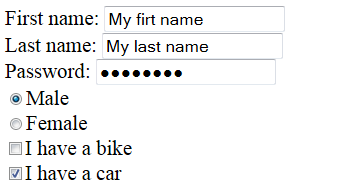 First name: My firt name
Last name: My last name
Password: ●●●●●●●●
Male
Female
I have a bike
I have a car